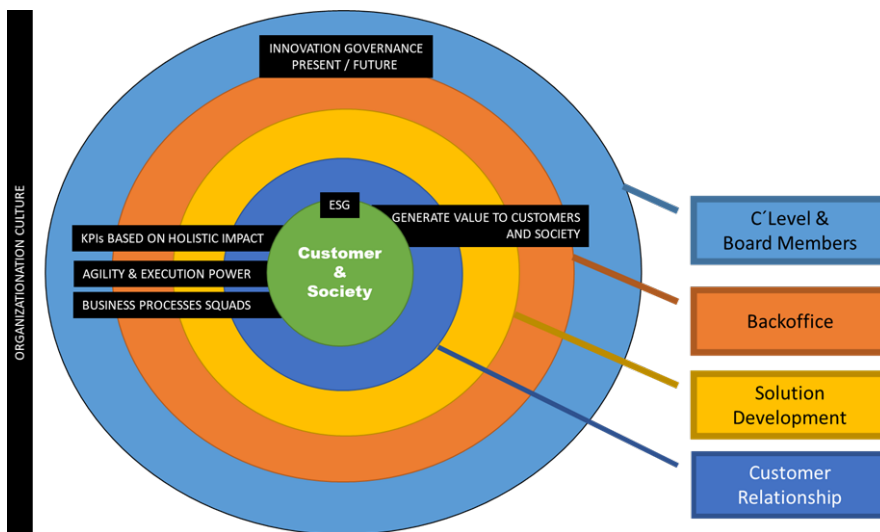 ORGANIZATIONATION CULTURE
INNOVATION GOVERNANCE
PRESENT / FUTURE
ESG
GENERATE VALUE TO CUSTOMERS
AND SOCIETY
KPIs BASED ON HOLISTIC IMPACT
AGILITY & EXECUTION POWER
BUSINESS PROCESSES SQUADS
Customer
&
Society
C´Level &
Board Members
Backoffice
Solution
Development
Customer
Relationship